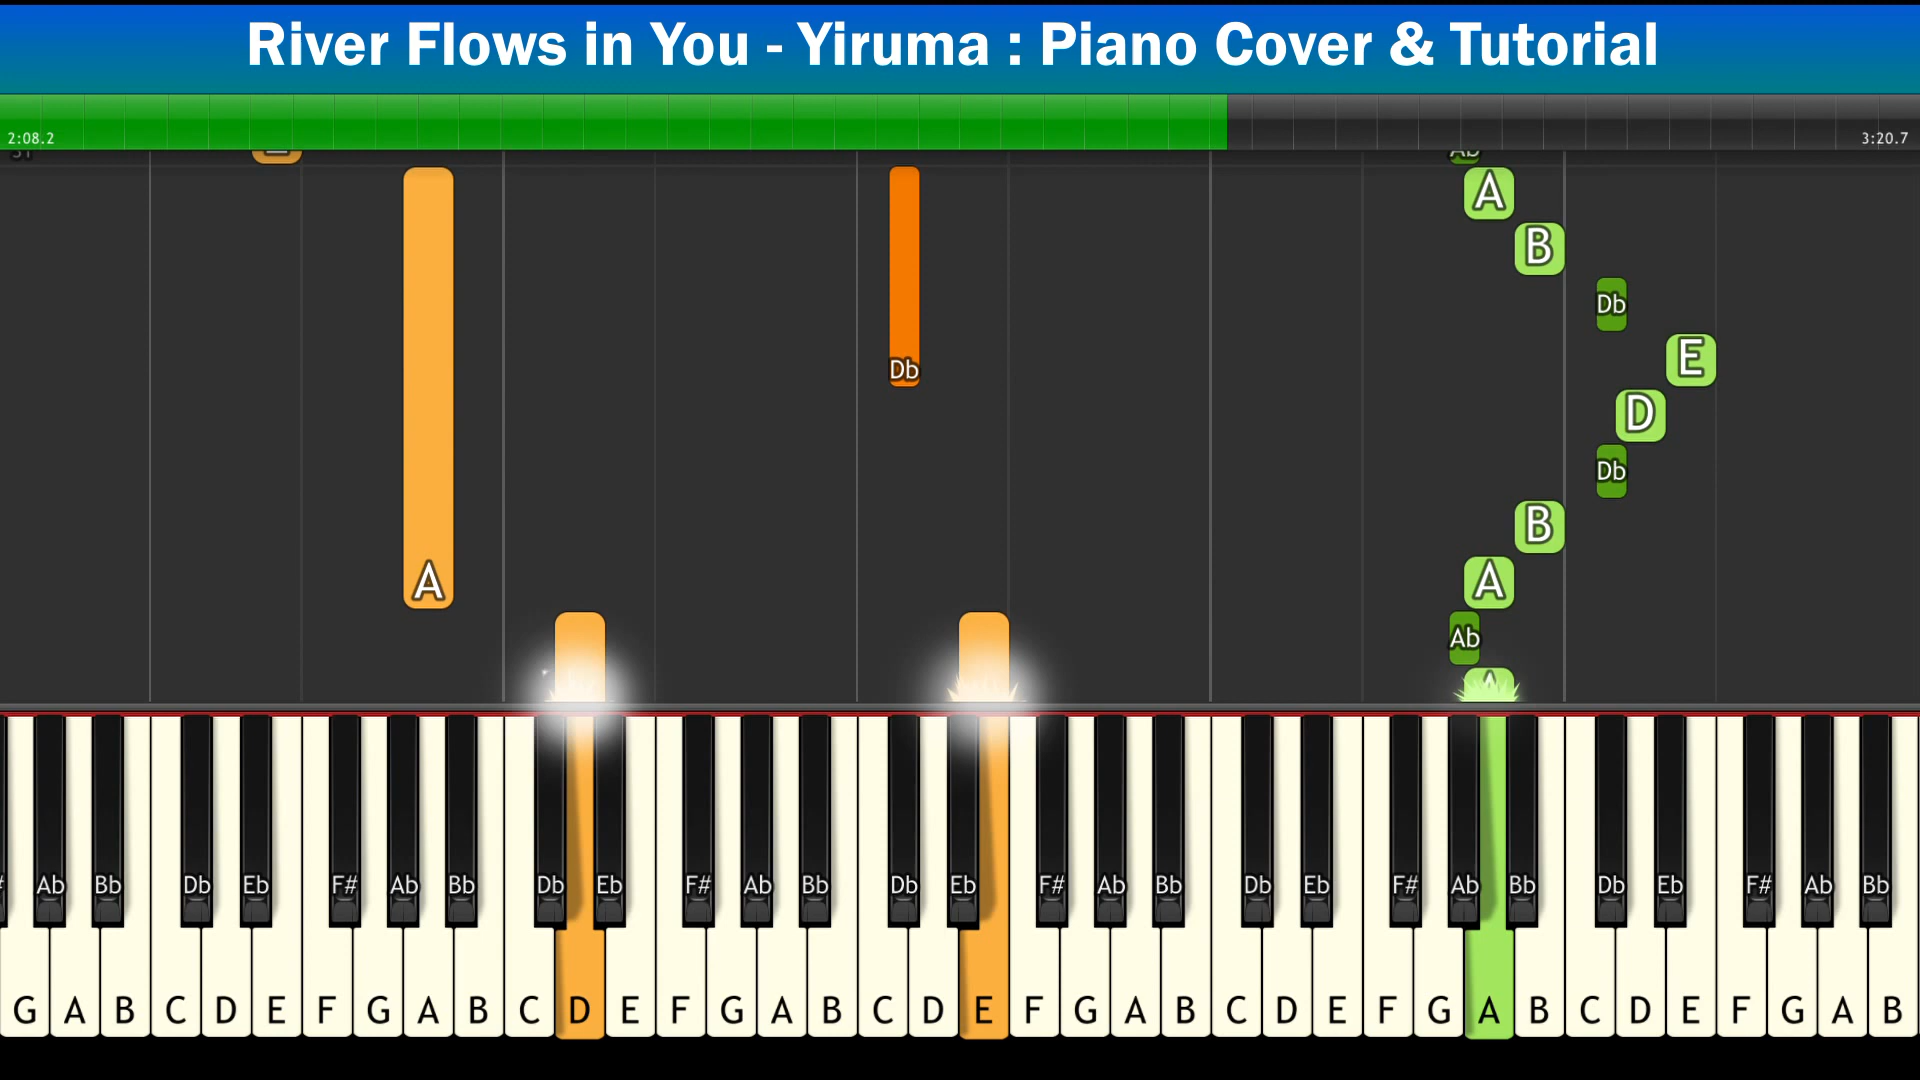 River Flows in You - Yiruma : Piano Cover & Tutorial
2:08.2 3:20.7
Ab
A
B
Db
E
Db
D
Db
B
A A
Ab
A
Ab Bb Db Eb F# Ab Bb Db Eb F# Ab Bb Db Eb F# Ab Bb Db Eb F# Ab Bb Db Eb F# Ab Bb
G A B C D E F G A B C D E F G A B C D E F G A B C D E F G A B C D E F G A B